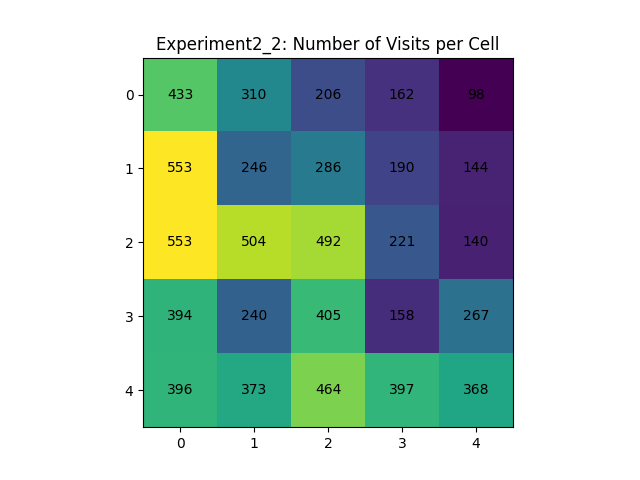 Experiment2_2: Number of Visits per Cell
0 433 310 206 162 98
1 553 246 286 190 144
2 553 504 492 221 140
3 394 240 405 158 267
4 396 373 464 397 368
0 1 2 3 4